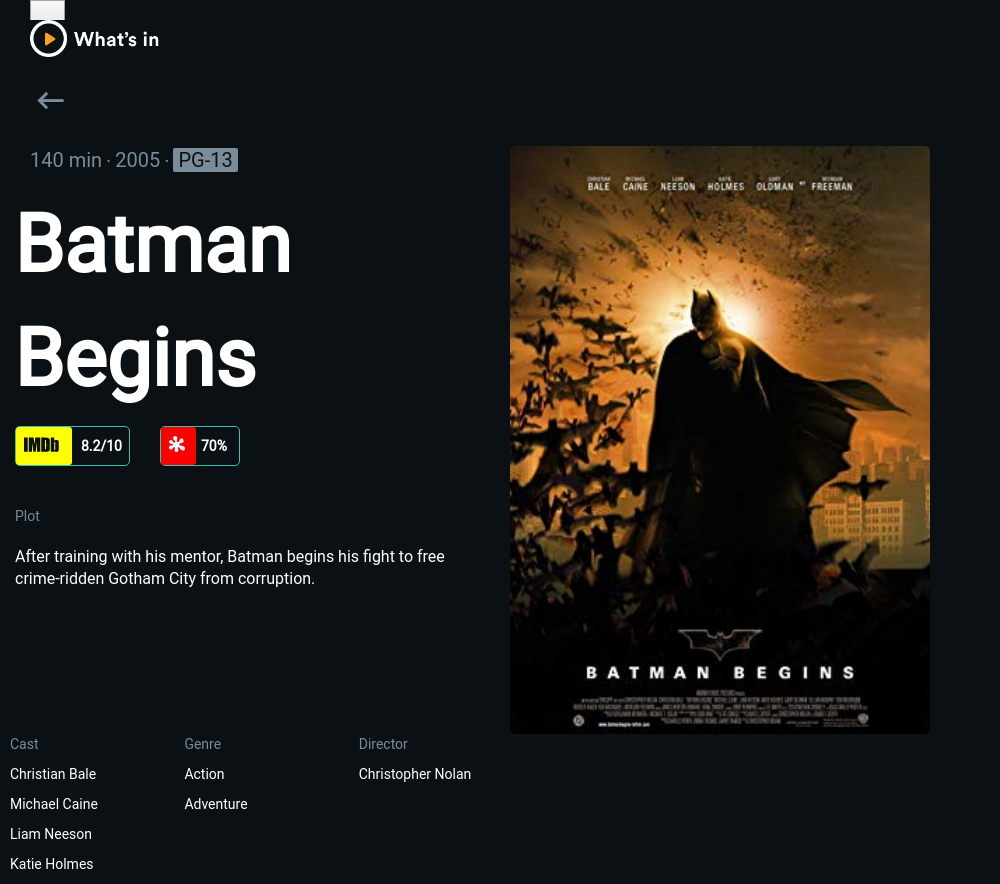 What's in
140 min · 2005 · PG-13
Batman
Begins
IMDb 8.2/10 70%
Plot
After training with his mentor, Batman begins his fight to free
crime-ridden Gotham City from corruption.
CHRISTIAN BALE MICHAEL CAINE LIAM NEESON KATIE HOLMES GARY OLDMAN MORGAN FREEMAN
BATMAN BEGINS
Cast
Christian Bale
Michael Caine
Liam Neeson
Katie Holmes
Genre
Action
Adventure
Director
Christopher Nolan